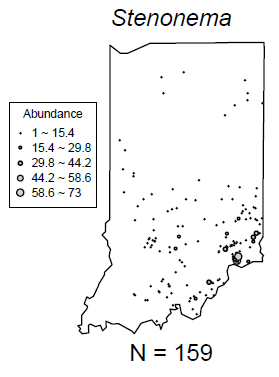 Stenonema
Abundance
1 ~ 15.4
15.4 ~ 29.8
29.8 ~ 44.2
44.2 ~ 58.6
58.6 ~ 73
N = 159